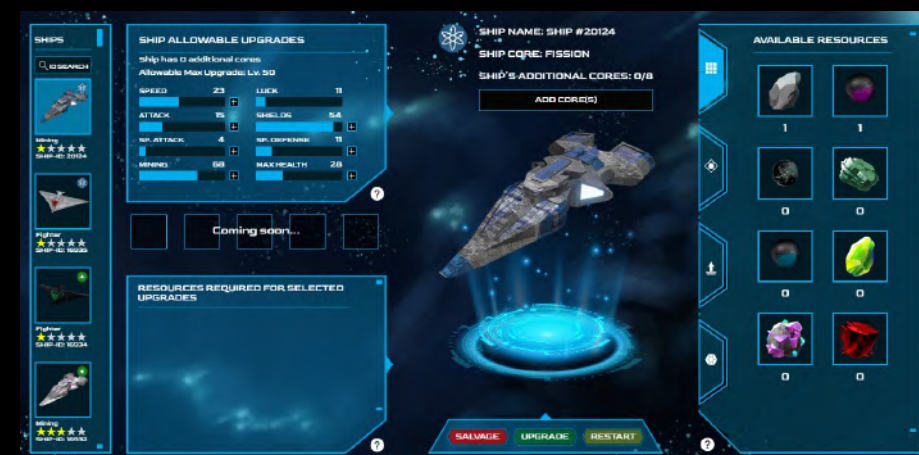 SHIPS
ID SEARCH
Mining
SHIP-ID: 20124
Fighter
Fighter
SHIP-ID: 16934
Mining
SHIP ALLOWABLE UPGRADES
Ship has 0 additional cores
Allowable Max Upgrade: Lv. 50
SPEED 23 LUCK 11
ATTACK 15 SHIELDS 54
SP. ATTACK 4 SP. DEFENSE 11
MINING 68 MAX HEALTH 28
?
Coming soon...
RESOURCES REQUIRED FOR SELECTED
UPGRADES
?
SHIP NAME: SHIP #20124
SHIP CORE: FISSION
SHIP'S ADDITIONAL CORES: 0/8
ADD CORE(S)
SALVAGE UPGRADE RESTART
AVAILABLE RESOURCES
1 1
0 0
0 0
0 0
?